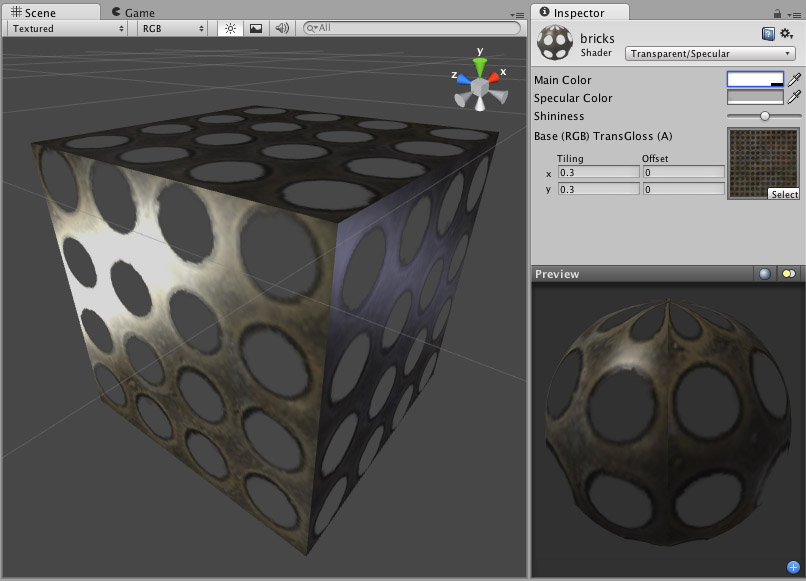 Scene
Game
Textured
RGB
All
y
x
z
Inspector
bricks
Shader
Transparent/Specular
Main Color
Specular Color
Shininess
Base (RGB) TransGloss (A)
Tiling
Offset
x
0.3
0
y
0.3
0
Select
Preview